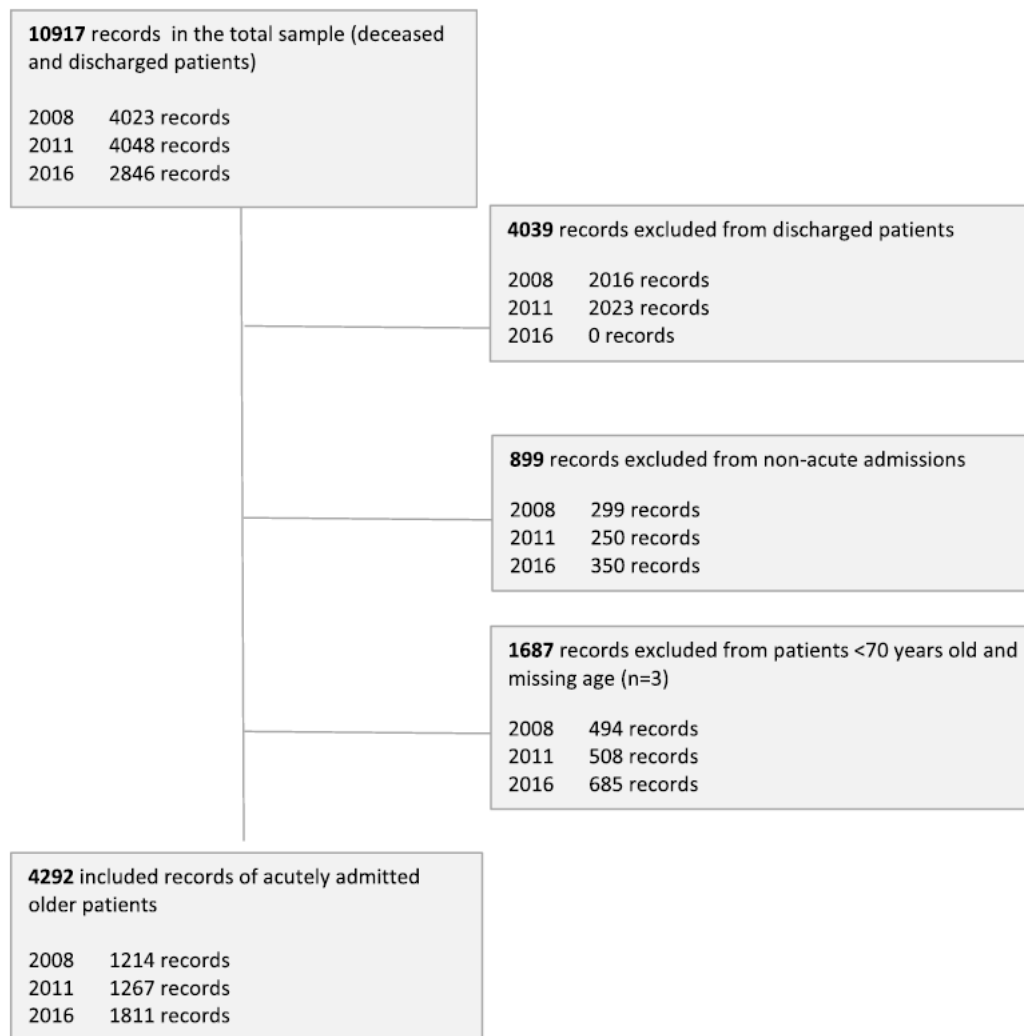 10917 records in the total sample (deceased
and discharged patients)
2008 4023 records
2011 4048 records
2016 2846 records
4039 records excluded from discharged patients
2008 2016 records
2011 2023 records
2016 0 records
899 records excluded from non-acute admissions
2008 299 records
2011 250 records
2016 350 records
1687 records excluded from patients <70 years old and
missing age (n=3)
2008 494 records
2011 508 records
2016 685 records
4292 included records of acutely admitted
older patients
2008 1214 records
2011 1267 records
2016 1811 records